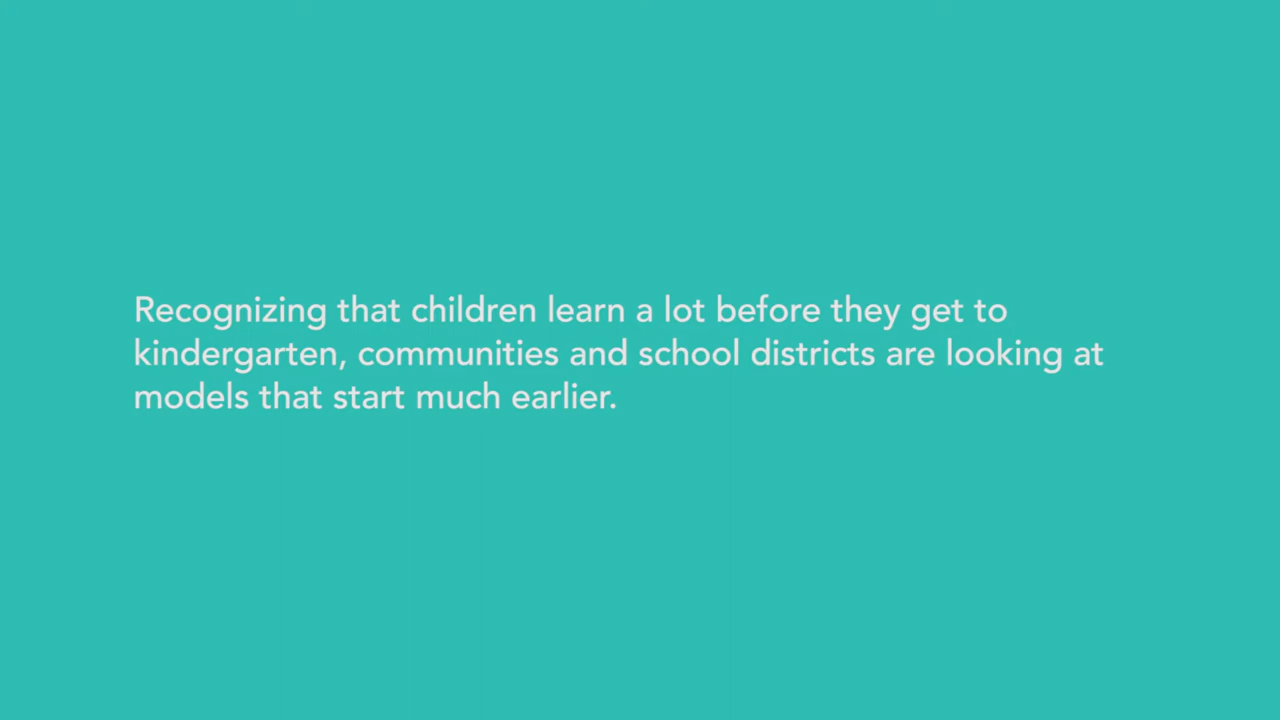 Recognizing that children learn a lot before they get to
kindergarten, communities and school districts are looking at
models that start much earlier.